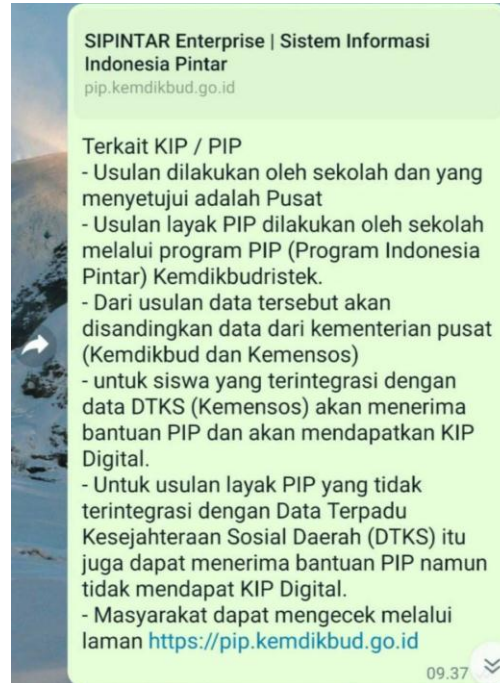 SIPINTAR Enterprise | Sistem Informasi
Indonesia Pintar
pip.kemdikbud.go.id
Terkait KIP / PIP
- Usulan dilakukan oleh sekolah dan yang
menyetujui adalah Pusat
- Usulan layak PIP dilakukan oleh sekolah
melalui program PIP (Program Indonesia
Pintar) Kemdikbudristek.
- Dari usulan data tersebut akan
disandingkan data dari kementerian pusat
(Kemdikbud dan Kemensos)
- untuk siswa yang terintegrasi dengan
data DTKS (Kemensos) akan menerima
bantuan PIP dan akan mendapatkan KIP
Digital.
- Untuk usulan layak PIP yang tidak
terintegrasi dengan Data Terpadu
Kesejahteraan Sosial Daerah (DTKS) itu
juga dapat menerima bantuan PIP namun
tidak mendapat KIP Digital.
- Masyarakat dapat mengecek melalui
laman https://pip.kemdikbud.go.id
09.37